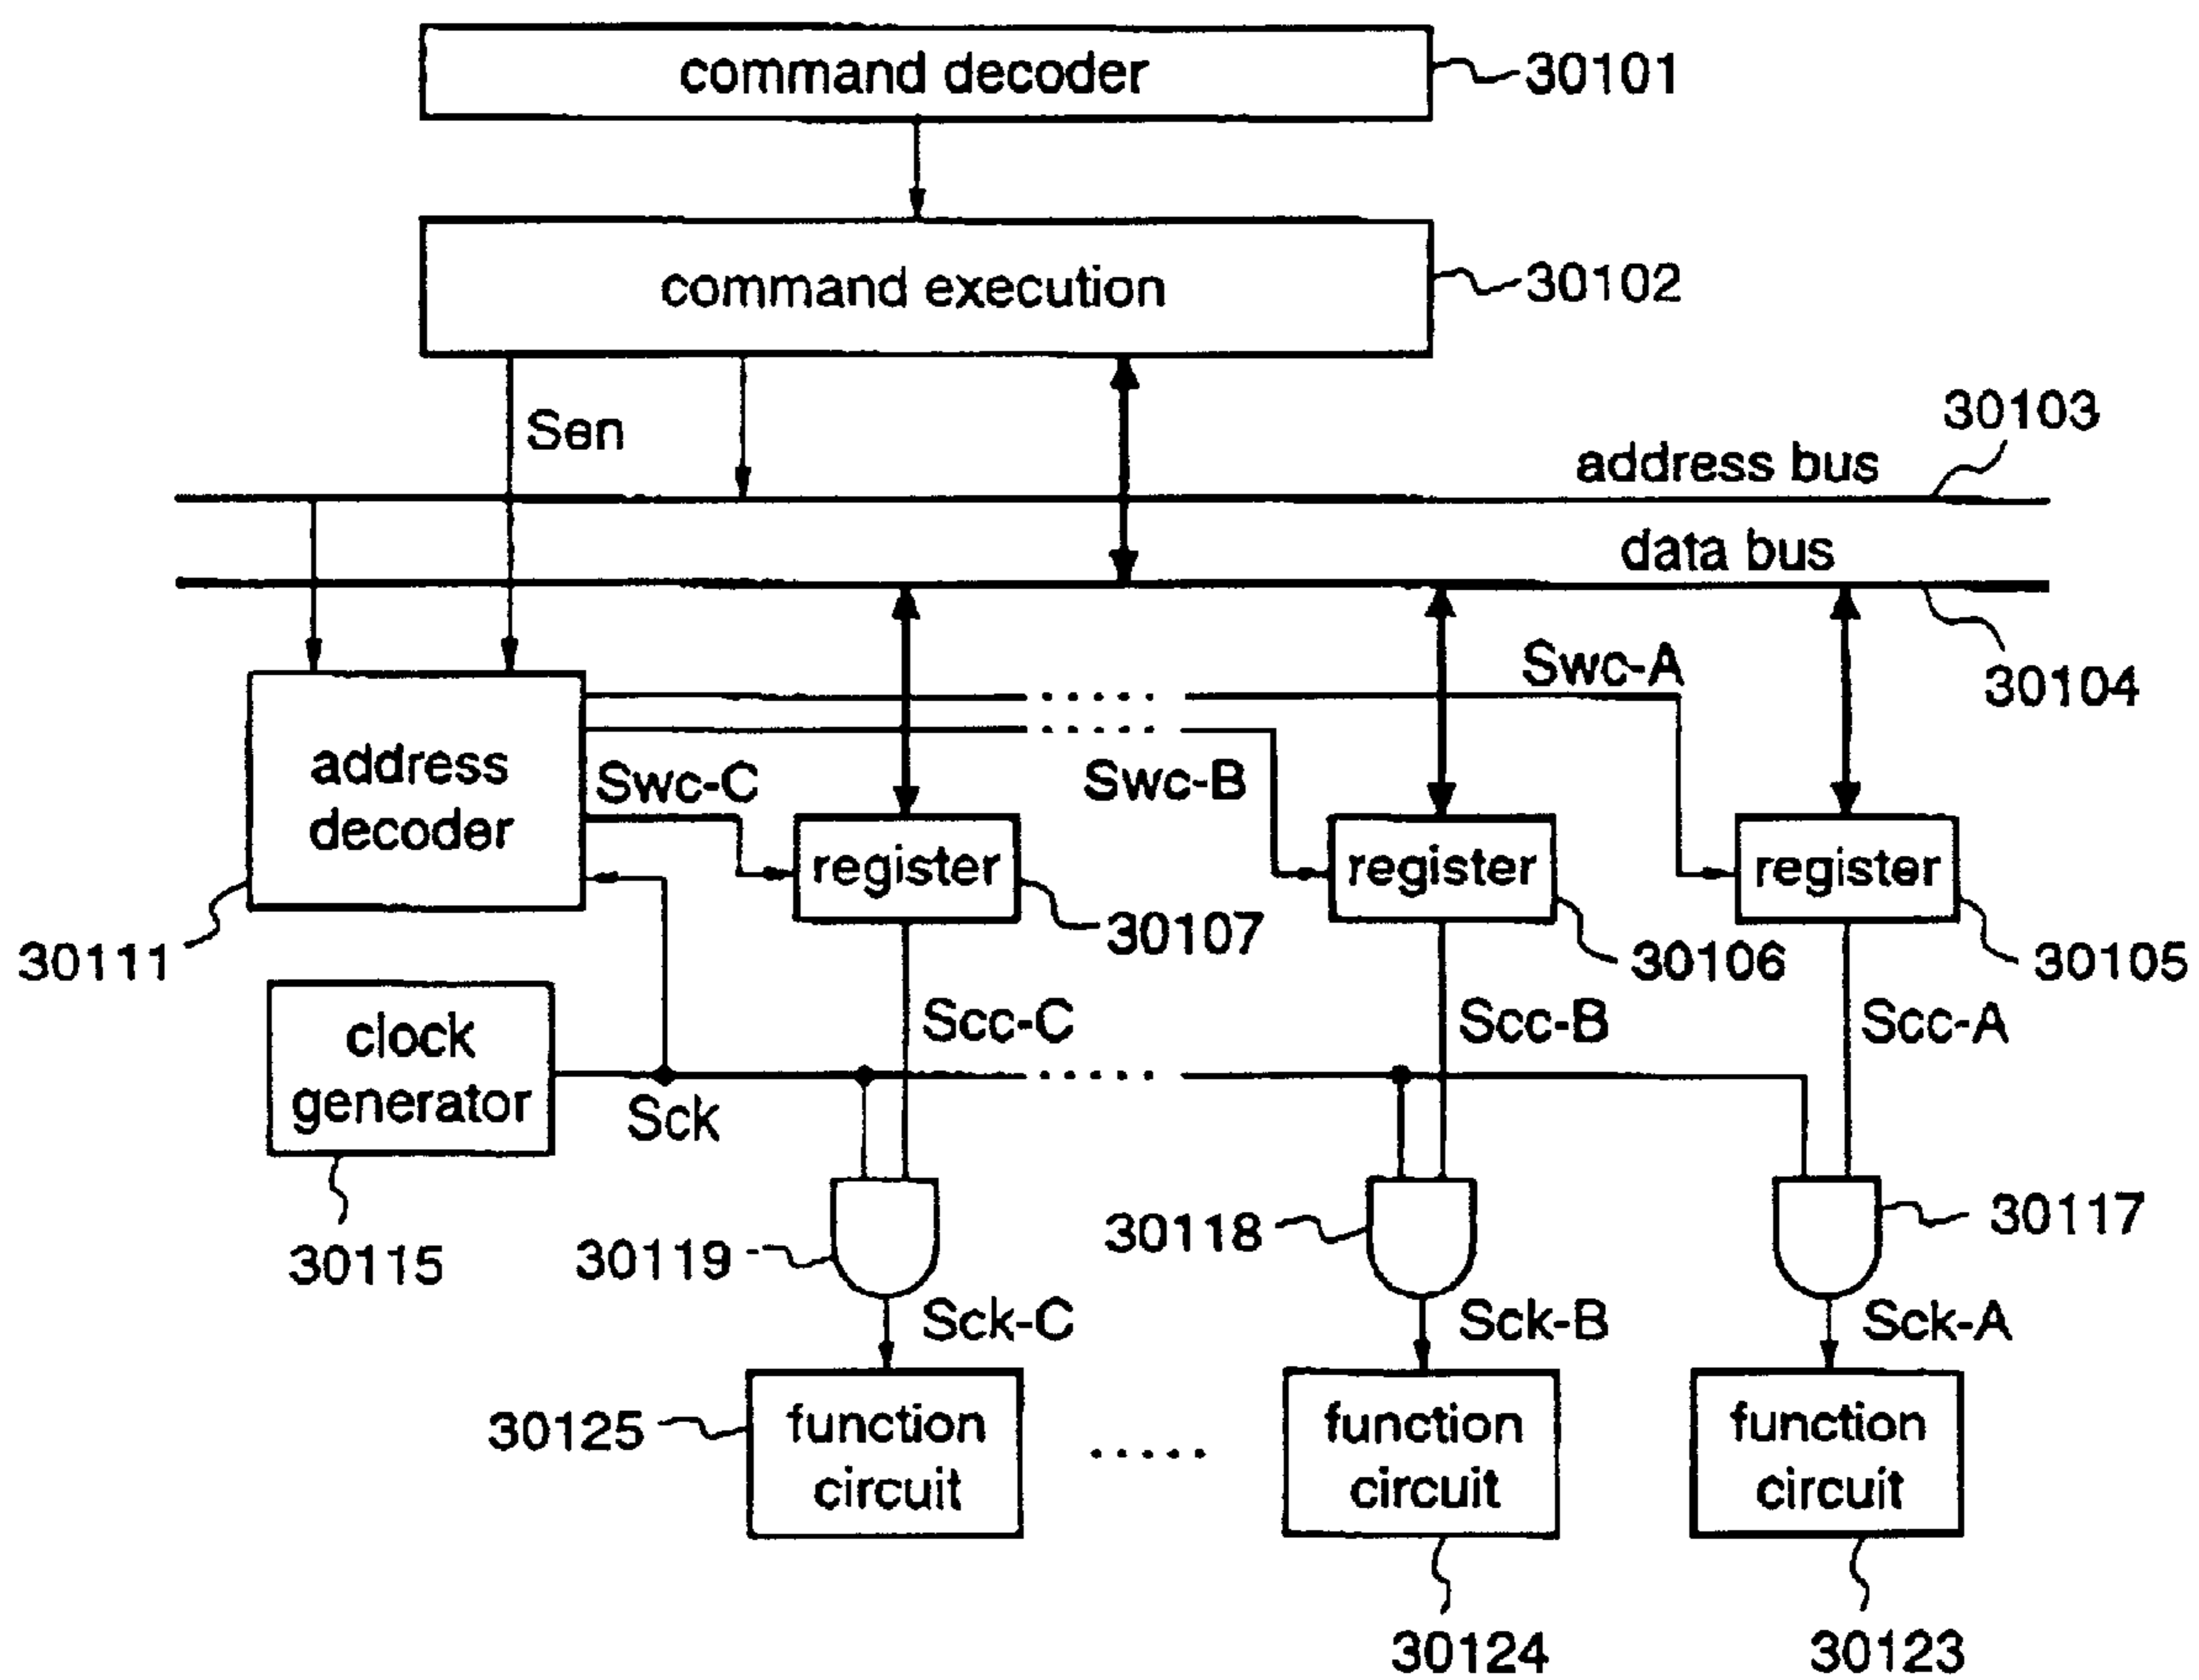 command decoder
30101
command execution
30102
Sen
30103
address bus
data bus
Swc-A
30104
address
decoder
Swc-C
Swc-B
register
register
register
30111
30107
30106
30105
clock
generator
Scc-C
Scc-B
Scc-A
Sck
30115
30119
30118
30117
Sck-C
Sck-B
Sck-A
30125
function
circuit
.....
function
circuit
function
circuit
30124
30123